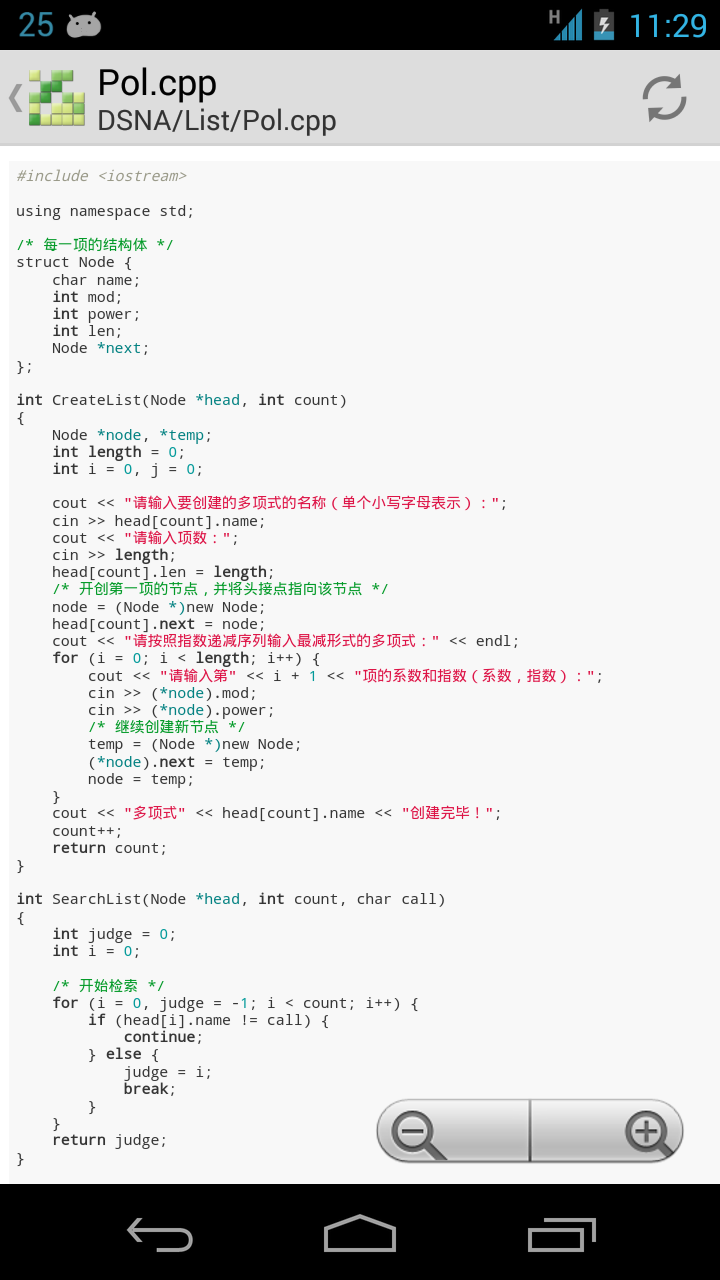 25
H
11:29
Pol.cpp
DSNA/List/Pol.cpp
#include <iostream>
using namespace std;
/* 每一项的结构体 */
struct Node {
    char name;
    int mod;
    int power;
    int len;
    Node *next;
};
int CreateList(Node *head, int count)
{
    Node *node, *temp;
    int length = 0;
    int i = 0, j = 0;
    cout << "请输入要创建的多项式的名称（单个小写字母表示）：";
    cin >> head[count].name;
    cout << "请输入项数：";
    cin >> length;
    head[count].len = length;
    /* 开创第一项的节点，并将头接点指向该节点 */
    node = (Node *)new Node;
    head[count].next = node;
    cout << "请按照指数递减序列输入最减形式的多项式：" << endl;
    for (i = 0; i < length; i++) {
        cout << "请输入第" << i + 1 << "项的系数和指数（系数，指数）：";
        cin >> (*node).mod;
        cin >> (*node).power;
        /* 继续创建新节点 */
        temp = (Node *)new Node;
        (*node).next = temp;
        node = temp;
    }
    cout << "多项式" << head[count].name << "创建完毕！";
    count++;
    return count;
}
int SearchList(Node *head, int count, char call)
{
    int judge = 0;
    int i = 0;
    /* 开始检索 */
    for (i = 0, judge = -1; i < count; i++) {
        if (head[i].name != call) {
            continue;
        } else {
            judge = i;
            break;
        }
    }
    return judge;
}